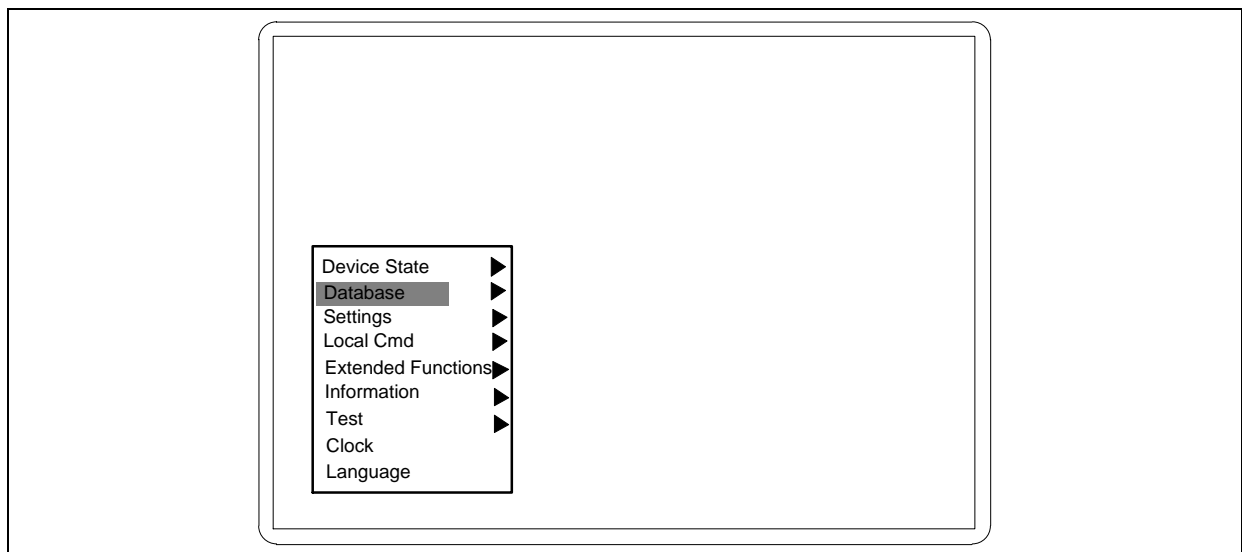 Device State
Database
Settings
Local Cmd
Extended Functions
Information
Test
Clock
Language